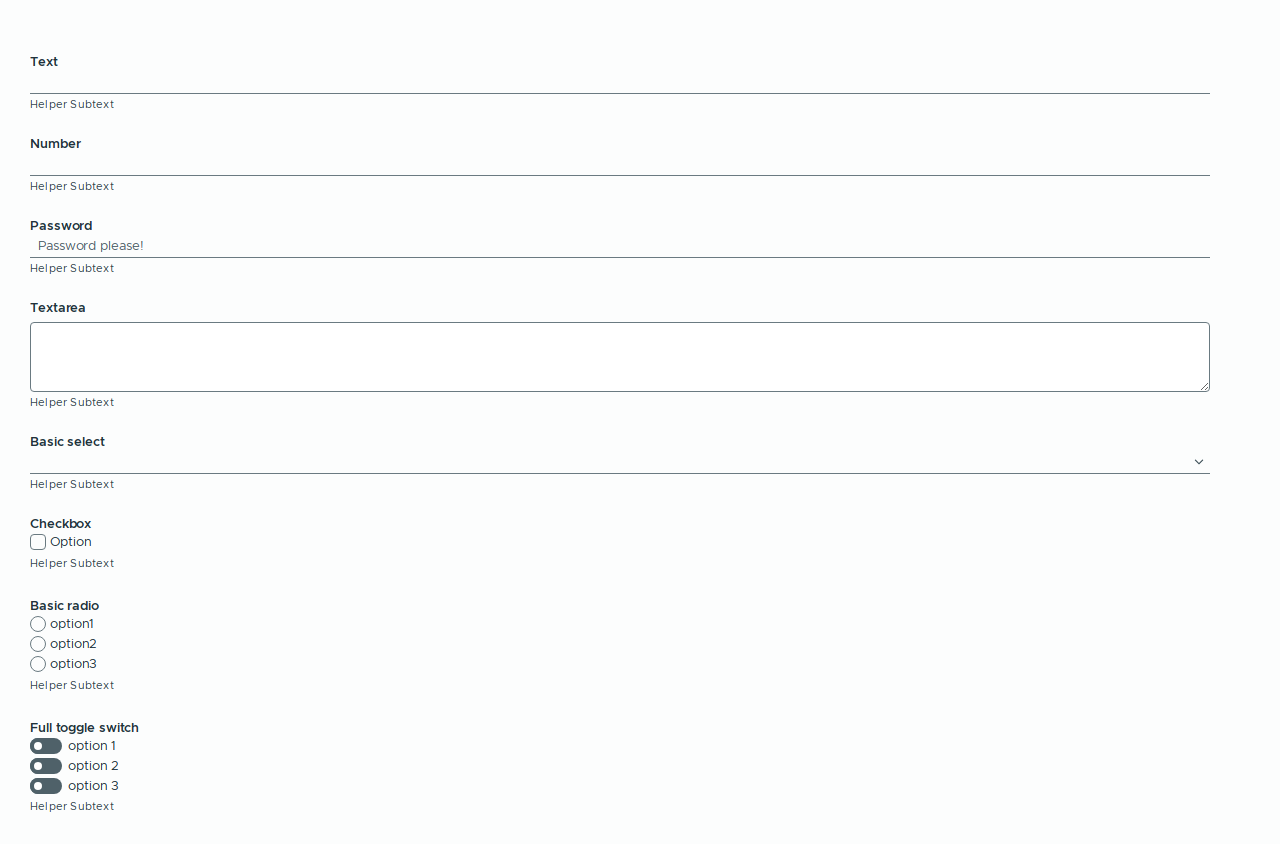 Text
Helper Subtext
Number
Helper Subtext
Password
Password please!
Helper Subtext
Textarea
Helper Subtext
Basic select
Helper Subtext
Checkbox
Option
Helper Subtext
Basic radio
option1
option2
option3
Helper Subtext
Full toggle switch
option 1
option 2
option 3
Helper Subtext